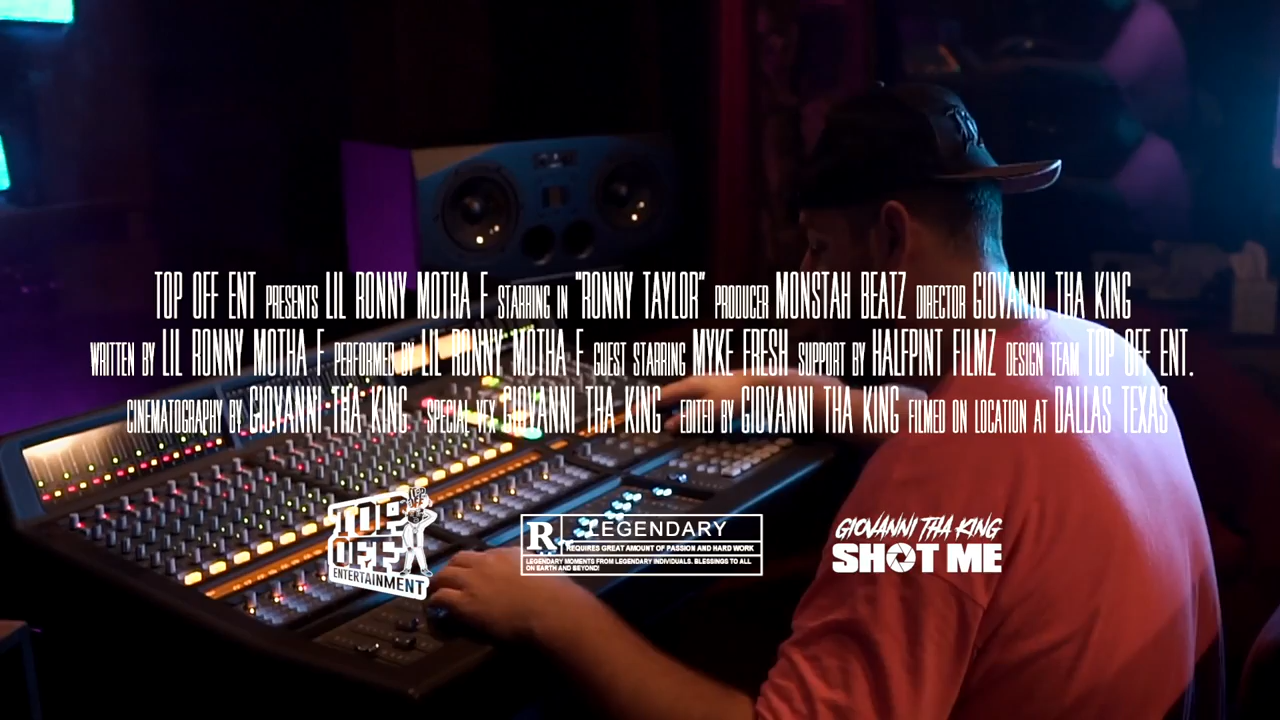 TOP OFF ENT PRESENTS LIL RONNY MOTHA F STARRING IN "RONNY TAYLOR" PRODUCER MONSTAH BEATZ DIRECTOR GIOVANNI THA KING
WRITTEN BY LIL RONNY MOTHA F PERFORMED BY LIL RONNY MOTHA F GUEST STARRING MYKE FRESH SUPPORT BY HALFPINT FILMZ DESIGN TEAM TOP OFF ENT.
CINEMATOGRAPHY BY GIOVANNI THA KING SPECIAL VFX GIOVANNI THA KING EDITED BY GIOVANNI THA KING FILMED ON LOCATION AT DALLAS TEXAS
TOP
OFF
ENTERTAINMENT
R LEGENDARY
REQUIRES GREAT AMOUNT OF PASSION AND HARD WORK
LEGENDARY MOMENTS FROM LEGENDARY INDIVIDUALS. BLESSINGS TO ALL
ON EARTH AND BEYOND!
GIOVANNI THA KING
SHOT ME